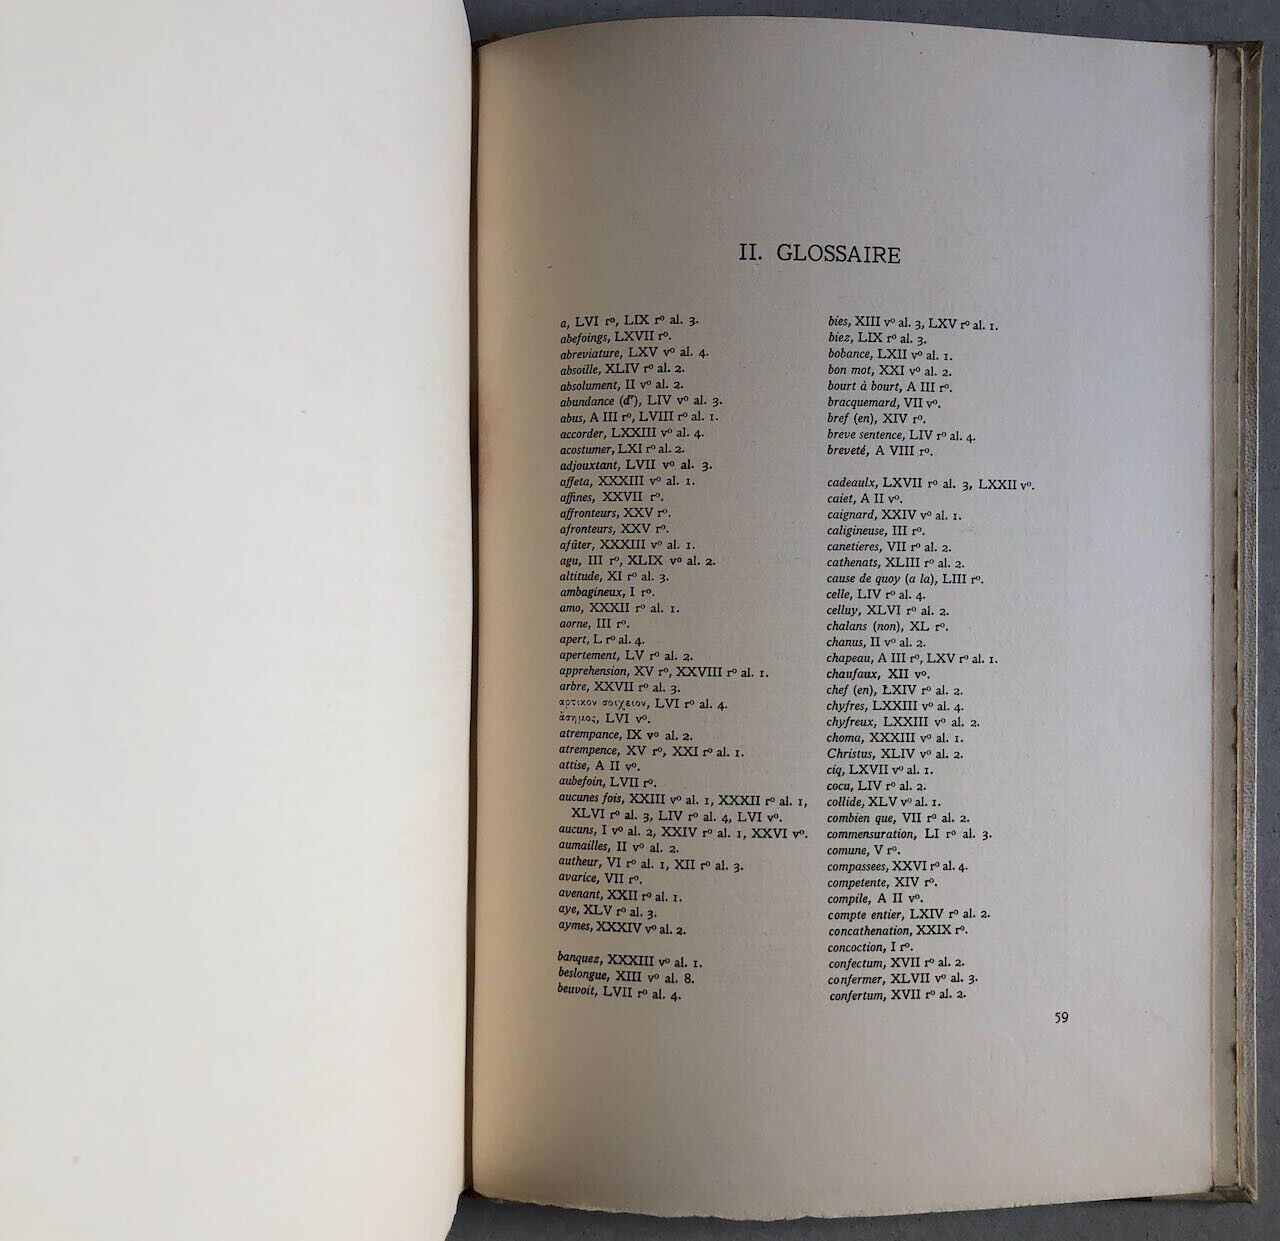 II. GLOSSAIRE
a, LVI rº, LIX rº al. 3.
abefoings, LXVII rº.
abreviature, LXV vº al. 4.
absoille, XLIV rº al. 2.
absolument, II vº al. 2.
abundance (d'), LIV vº al. 3.
abus, A III rº, LVIII rº al. 1.
accorder, LXXIII vº al. 4.
acostumer, LXI rº al. 2.
adjouxtant, LVII vº al. 3.
affeta, XXXIII vº al. 1.
affines, XXVII rº.
affronteurs, XXV rº.
afronteurs, XXV rº.
afûter, XXXIII vº al. 1.
agu, III rº, XLIX vº al. 2.
altitude, XI rº al. 3.
ambagineux, I rº.
amo, XXXII rº al. 1.
aorne, III rº.
apert, L rº al. 4.
apertement, LV rº al. 2.
apprehension, XV rº, XXVIII rº al. 1.
arbre, XXVII rº al. 3.
αρτικον σοιχειον, LVI rº al. 4.
ἄσημος, LVI vº.
atrempance, IX vº al. 2.
atrempence, XV rº, XXI rº al. 1.
attise, A II vº.
aubefoin, LVII rº.
aucunes fois, XXIII vº al. 1, XXXII rº al. 1,
XLVI rº al. 3, LIV rº al. 4, LVI vº.
aucuns, I vº al. 2, XXIV rº al. 1, XXVI vº.
aumailles, II vº al. 2.
autheur, VI rº al. 1, XII rº al. 3.
avarice, VII rº.
avenant, XXII rº al. 1.
aye, XLV rº al. 3.
aymes, XXXIV vº al. 2.
banquez, XXXIII vº al. 1.
beslongue, XIII vº al. 8.
beuvoit, LVII rº al. 4.
bies, XIII vº al. 3, LXV rº al. 1.
biez, LIX rº al. 3.
bobance, LXII vº al. 1.
bon mot, XXI vº al. 2.
bourt à bourt, A III rº.
bracquemard, VII vº.
bref (en), XIV rº.
breve sentence, LIV rº al. 4.
breveté, A VIII rº.
cadeaulx, LXVII rº al. 3, LXXII vº.
caiet, A II vº.
caignard, XXIV vº al. 1.
caligineuse, III rº.
canetieres, VII rº al. 2.
cathenats, XLIII rº al. 2.
cause de quoy (a la), LIII rº.
celle, LIV rº al. 4.
celluy, XLVI rº al. 2.
chalans (non), XL rº.
chanus, II vº al. 2.
chapeau, A III rº, LXV rº al. 1.
chaufaux, XII vº.
chef (en), LXIV rº al. 2.
chyfres, LXXIII vº al. 4.
chyfreux, LXXIII vº al. 2.
choma, XXXIII vº al. 1.
Christus, XLIV vº al. 2.
ciq, LXVII vº al. 1.
cocu, LIV rº al. 2.
collide, XLV vº al. 1.
combien que, VII rº al. 2.
commensuration, LI rº al. 3.
comune, V rº.
compassees, XXVI rº al. 4.
competente, XIV rº.
compile, A II vº.
compte entier, LXIV rº al. 2.
concathenation, XXIX rº.
concoction, I rº.
confectum, XVII rº al. 2.
confermer, XLVII vº al. 3.
confertum, XVII rº al. 2.
59